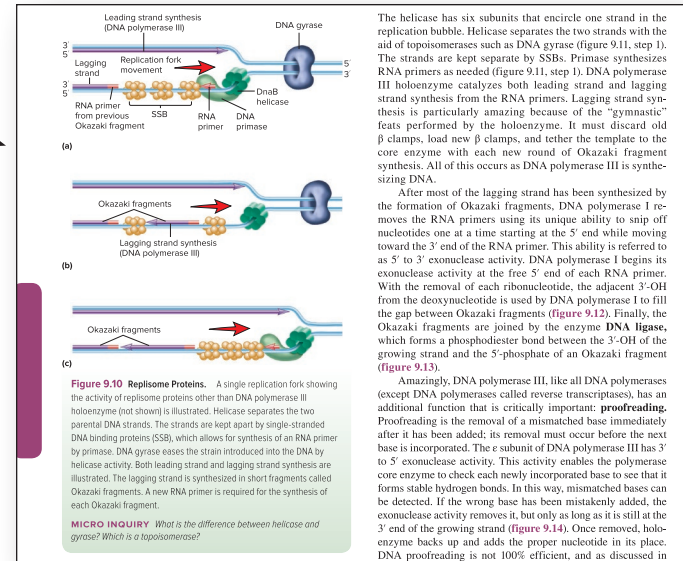 Leading strand synthesis
(DNA polymerase III)
DNA gyrase
3′
5′
Lagging
strand
Replication fork
movement
5′
3′
3′
5′
DnaB
helicase
RNA primer
from previous
Okazaki fragment
SSB
RNA
primer
DNA
primase
(a)
Okazaki fragments
Lagging strand synthesis
(DNA polymerase III)
(b)
Okazaki fragments
(c)
Figure 9.10 Replisome Proteins. A single replication fork showing
the activity of replisome proteins other than DNA polymerase III
holoenzyme (not shown) is illustrated. Helicase separates the two
parental DNA strands. The strands are kept apart by single-stranded
DNA binding proteins (SSB), which allows for synthesis of an RNA primer
by primase. DNA gyrase eases the strain introduced into the DNA by
helicase activity. Both leading strand and lagging strand synthesis are
illustrated. The lagging strand is synthesized in short fragments called
Okazaki fragments. A new RNA primer is required for the synthesis of
each Okazaki fragment.
MICRO INQUIRY What is the difference between helicase and
gyrase? Which is a topoisomerase?
The helicase has six subunits that encircle one strand in the
replication bubble. Helicase separates the two strands with the
aid of topoisomerases such as DNA gyrase (figure 9.11, step 1).
The strands are kept separate by SSBs. Primase synthesizes
RNA primers as needed (figure 9.11, step 1). DNA polymerase
III holoenzyme catalyzes both leading strand and lagging
strand synthesis from the RNA primers. Lagging strand syn-
thesis is particularly amazing because of the “gymnastic”
feats performed by the holoenzyme. It must discard old
β clamps, load new β clamps, and tether the template to the
core enzyme with each new round of Okazaki fragment
synthesis. All of this occurs as DNA polymerase III is synthe-
sizing DNA.
After most of the lagging strand has been synthesized by
the formation of Okazaki fragments, DNA polymerase I re-
moves the RNA primers using its unique ability to snip off
nucleotides one at a time starting at the 5′ end while moving
toward the 3′ end of the RNA primer. This ability is referred to
as 5′ to 3′ exonuclease activity. DNA polymerase I begins its
exonuclease activity at the free 5′ end of each RNA primer.
With the removal of each ribonucleotide, the adjacent 3′-OH
from the deoxynucleotide is used by DNA polymerase I to fill
the gap between Okazaki fragments (figure 9.12). Finally, the
Okazaki fragments are joined by the enzyme DNA ligase,
which forms a phosphodiester bond between the 3′-OH of the
growing strand and the 5′-phosphate of an Okazaki fragment
(figure 9.13).
Amazingly, DNA polymerase III, like all DNA polymerases
(except DNA polymerases called reverse transcriptases), has an
additional function that is critically important: proofreading.
Proofreading is the removal of a mismatched base immediately
after it has been added; its removal must occur before the next
base is incorporated. The ε subunit of DNA polymerase III has 3′
to 5′ exonuclease activity. This activity enables the polymerase
core enzyme to check each newly incorporated base to see that it
forms stable hydrogen bonds. In this way, mismatched bases can
be detected. If the wrong base has been mistakenly added, the
exonuclease activity removes it, but only as long as it is still at the
3′ end of the growing strand (figure 9.14). Once removed, holo-
enzyme backs up and adds the proper nucleotide in its place.
DNA proofreading is not 100% efficient, and as discussed in